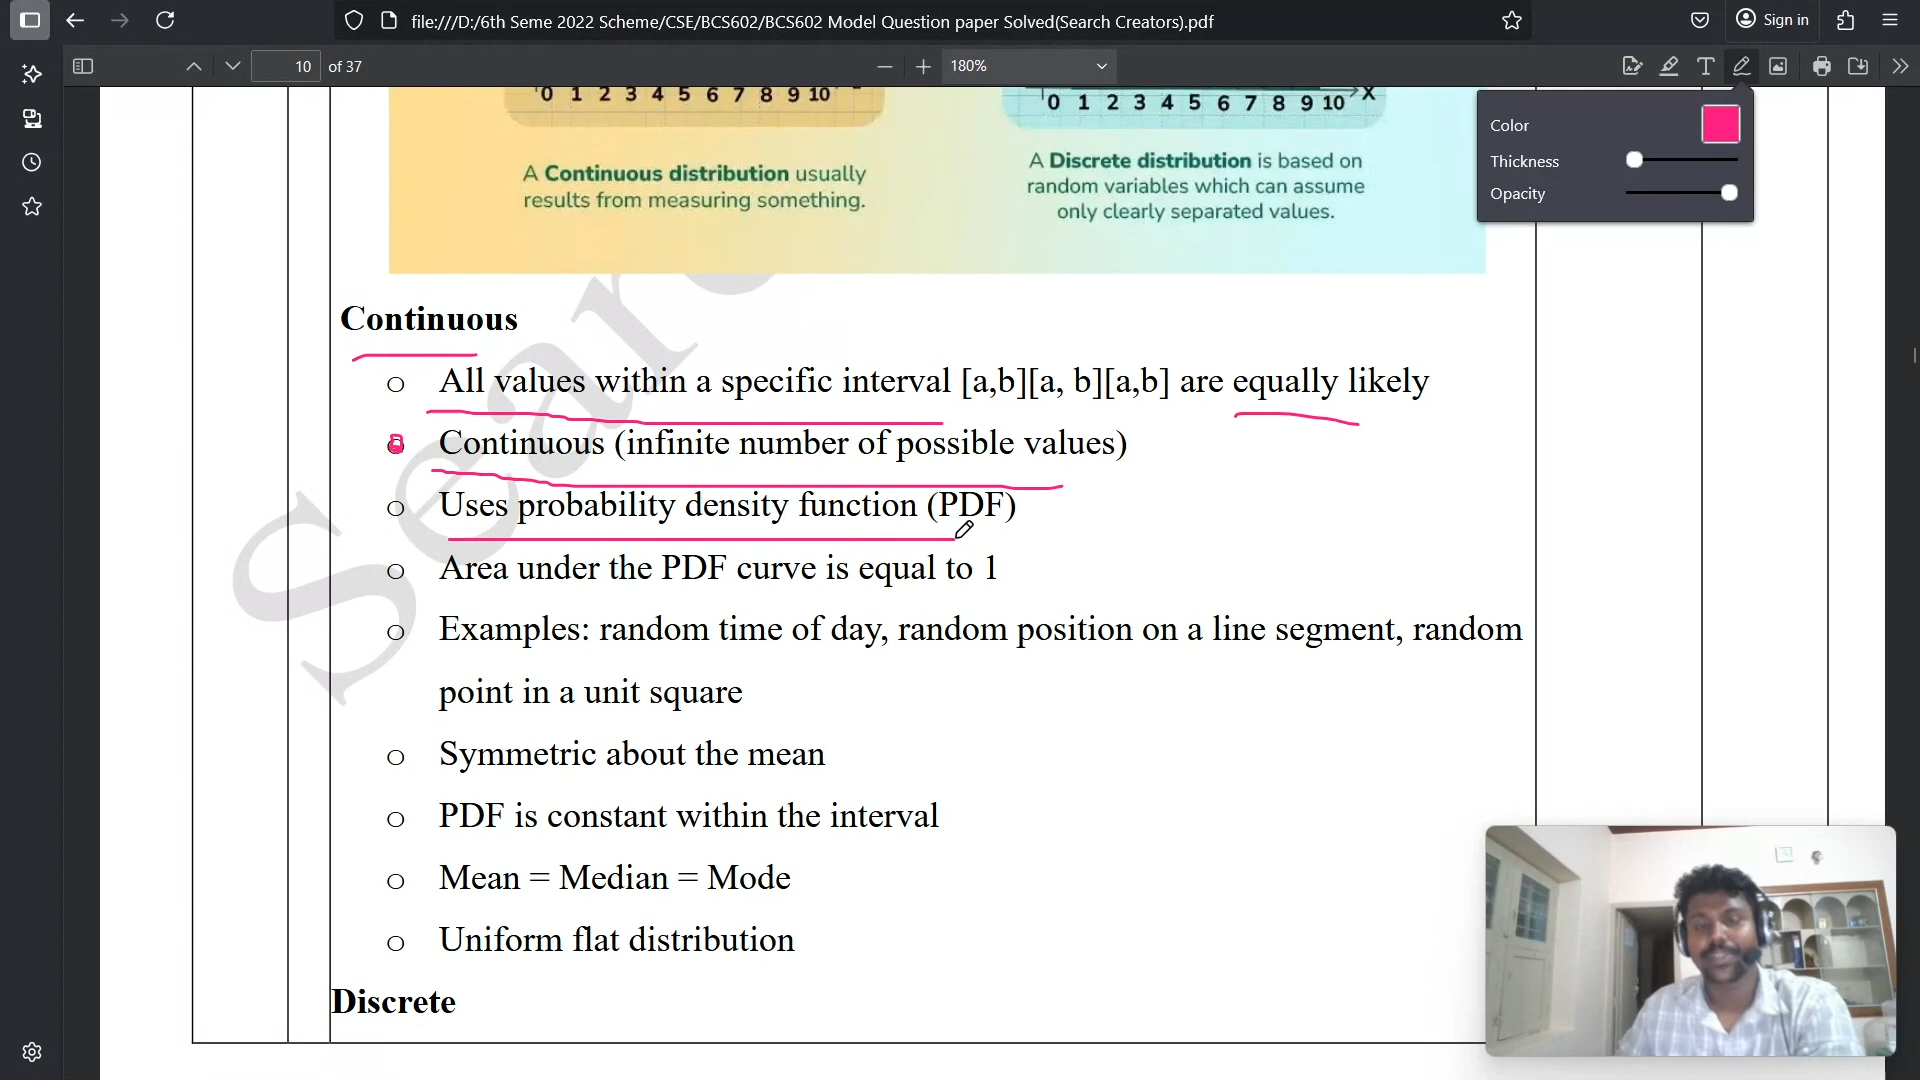 file:///D:/6th Seme 2022 Scheme/CSE/BCS602/BCS602 Model Question paper Solved(Search Creators).pdf
Sign in
10 of 37
180%
0 1 2 3 4 5 6 7 8 9 10
0 1 2 3 4 5 6 7 8 9 10 X
A Continuous distribution usually
results from measuring something.
A Discrete distribution is based on
random variables which can assume
only clearly separated values.
Color
Thickness
Opacity
Continuous
o All values within a specific interval [a,b][a, b][a,b] are equally likely
Continuous (infinite number of possible values)
o Uses probability density function (PDF)
o Area under the PDF curve is equal to 1
o Examples: random time of day, random position on a line segment, random
point in a unit square
o Symmetric about the mean
o PDF is constant within the interval
o Mean = Median = Mode
o Uniform flat distribution
Discrete